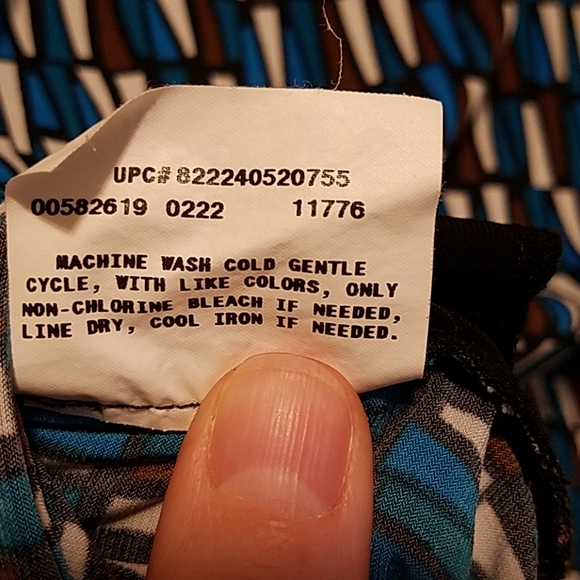 UPC# 822240520755
00582619 0222 11776
MACHINE WASH COLD GENTLE
CYCLE, WITH LIKE COLORS, ONLY
NON-CHLORINE BLEACH IF NEEDED,
LINE DRY, COOL IRON IF NEEDED.